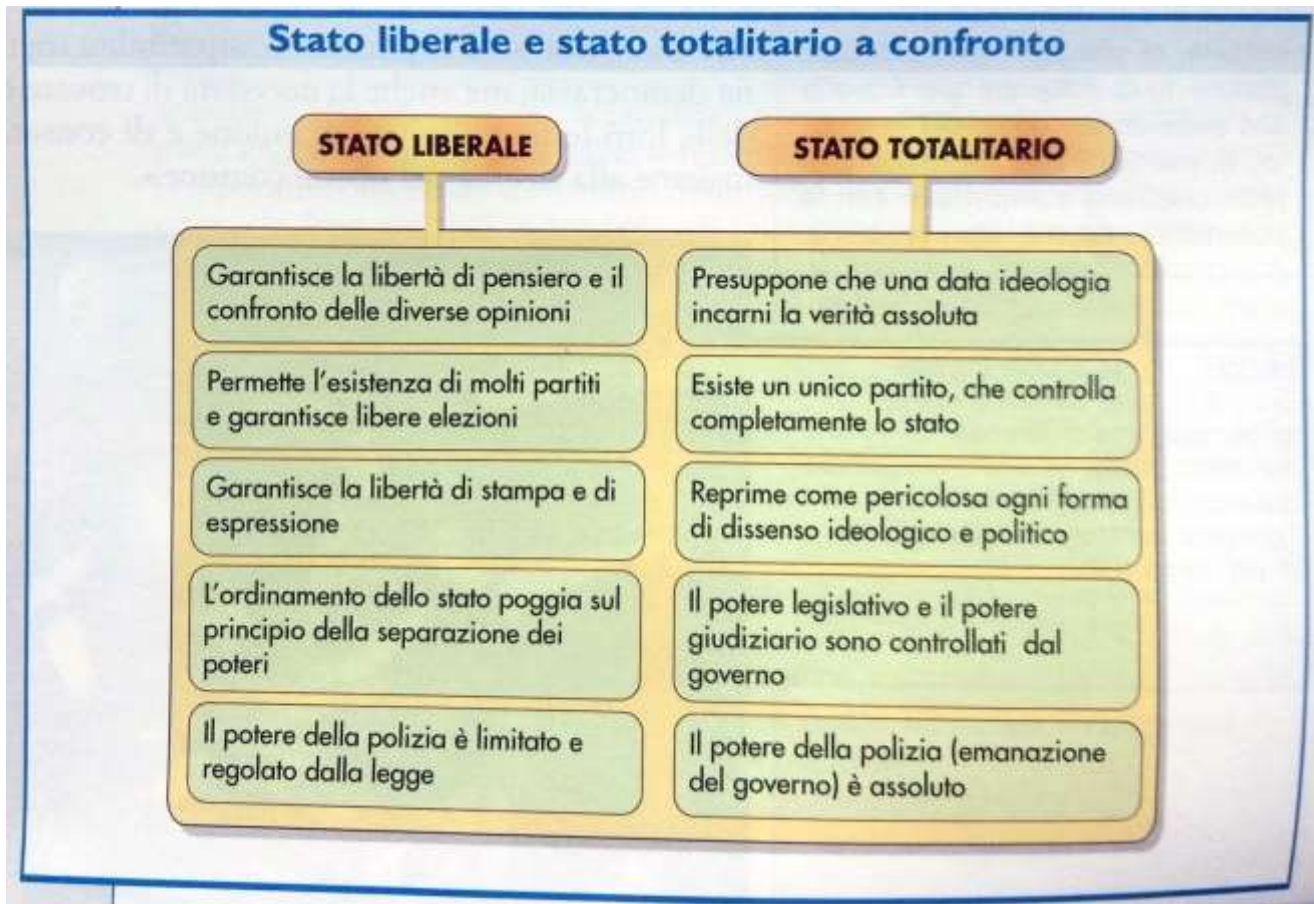 Stato liberale e stato totalitario a confronto
STATO LIBERALE
STATO TOTALITARIO
Garantisce la libertà di pensiero e il
confronto delle diverse opinioni
Presuppone che una data ideologia
incarni la verità assoluta
Permette l'esistenza di molti partiti
e garantisce libere elezioni
Esiste un unico partito, che controlla
completamente lo stato
Garantisce la libertà di stampa e di
espressione
Reprime come pericolosa ogni forma
di dissenso ideologico e politico
L'ordinamento dello stato poggia sul
principio della separazione dei
poteri
Il potere legislativo e il potere
giudiziario sono controllati dal
governo
Il potere della polizia è limitato e
regolato dalla legge
Il potere della polizia (emanazione
del governo) è assoluto